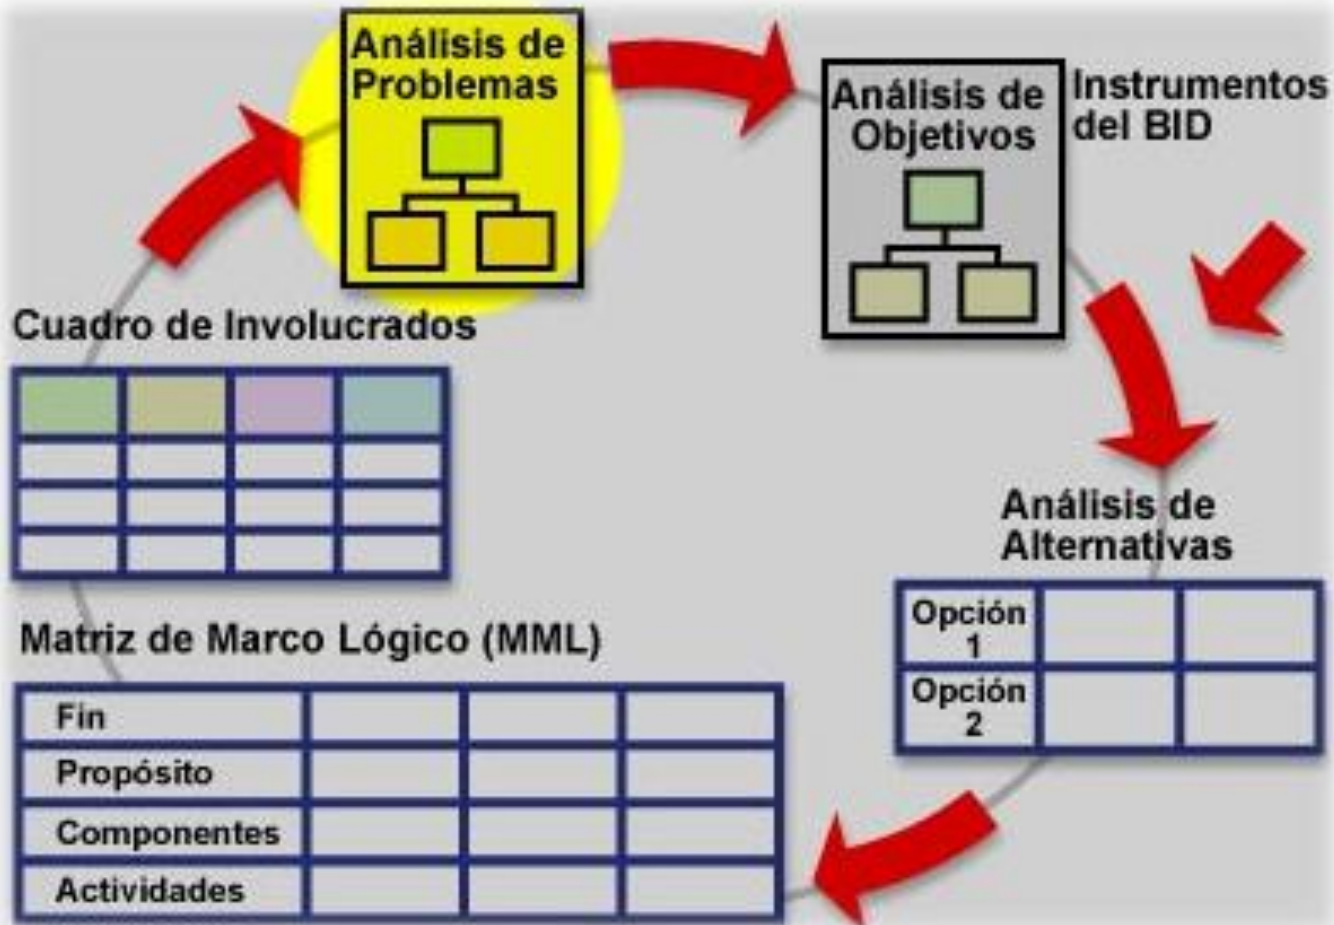 Análisis de
Problemas
Análisis de
Objetivos
Instrumentos
del BID
Cuadro de Involucrados
Análisis de
Alternativas
Opción
1
Opción
2
Matriz de Marco Lógico (MML)
Fin
Propósito
Componentes
Actividades